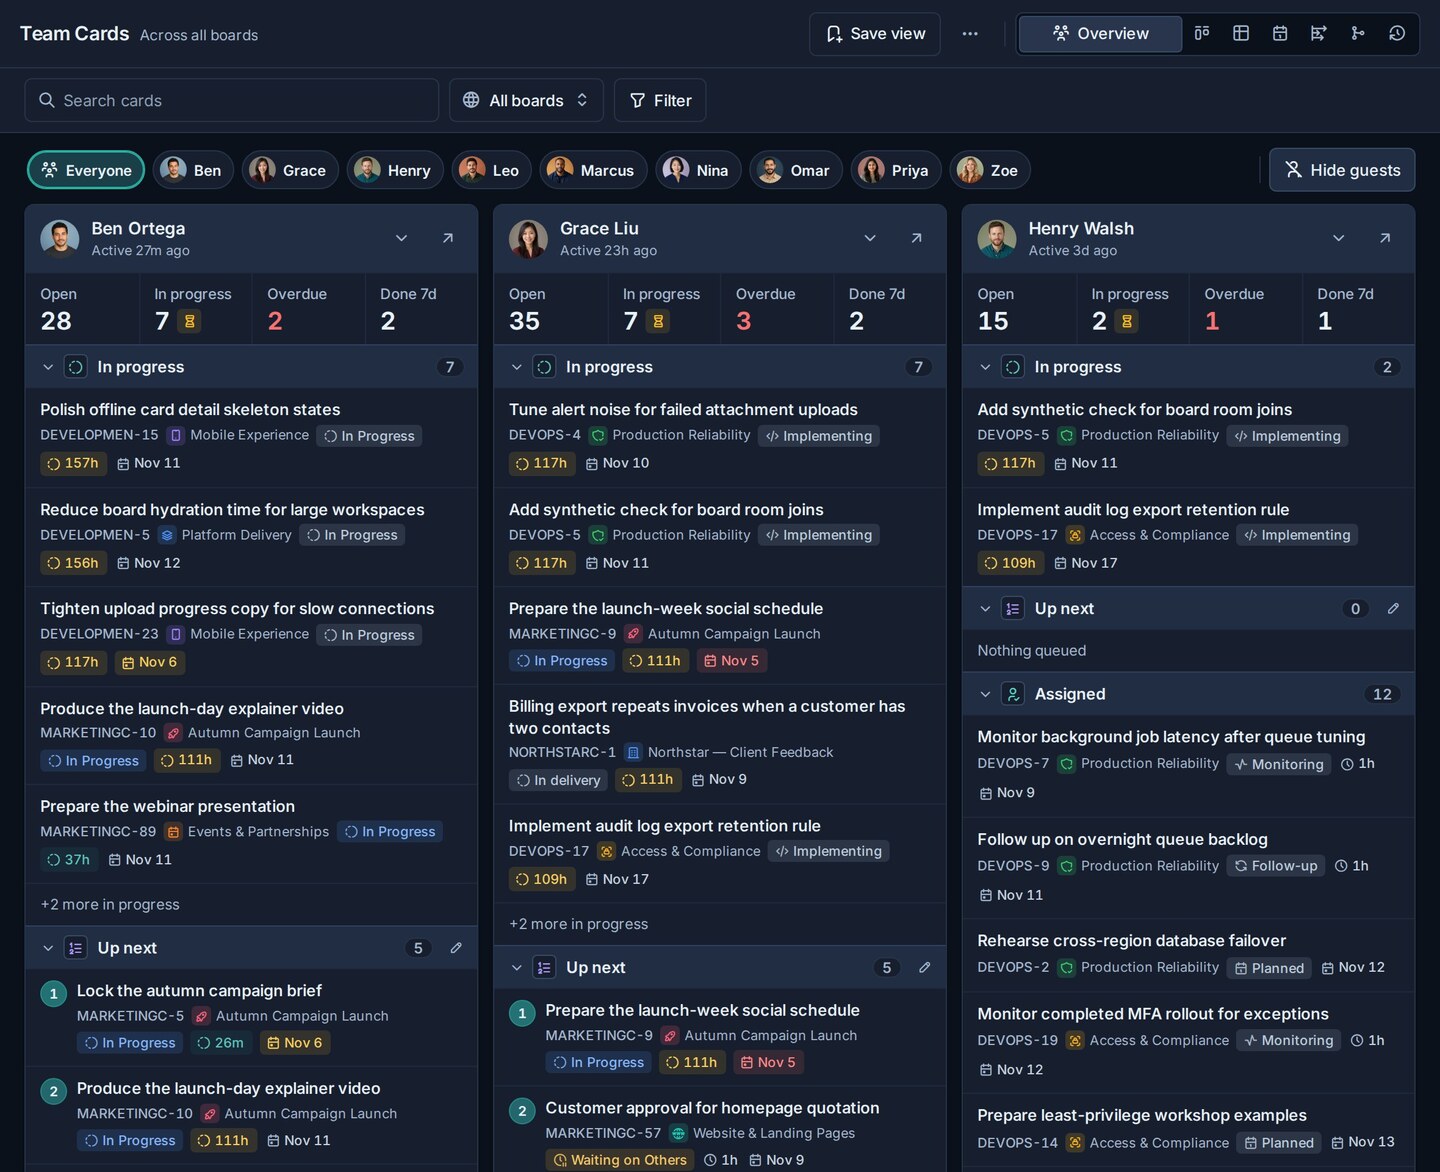 Team Cards Across all boards
Save view
Overview
Search cards
All boards
Filter
Everyone
Ben
Grace
Henry
Leo
Marcus
Nina
Omar
Priya
Zoe
Hide guests
Ben Ortega
Active 27m ago
Open In progress Overdue Done 7d
28 7 2 2
In progress 7
Polish offline card detail skeleton states
DEVELOPMEN-15 Mobile Experience In Progress
157h Nov 11
Reduce board hydration time for large workspaces
DEVELOPMEN-5 Platform Delivery In Progress
156h Nov 12
Tighten upload progress copy for slow connections
DEVELOPMEN-23 Mobile Experience In Progress
117h Nov 6
Produce the launch-day explainer video
MARKETINGC-10 Autumn Campaign Launch
In Progress 111h Nov 11
Prepare the webinar presentation
MARKETINGC-89 Events & Partnerships In Progress
37h Nov 11
+2 more in progress
Up next 5
1 Lock the autumn campaign brief
MARKETINGC-5 Autumn Campaign Launch
In Progress 26m Nov 6
2 Produce the launch-day explainer video
MARKETINGC-10 Autumn Campaign Launch
In Progress 111h Nov 11
Grace Liu
Active 23h ago
Open In progress Overdue Done 7d
35 7 3 2
In progress 7
Tune alert noise for failed attachment uploads
DEVOPS-4 Production Reliability Implementing
117h Nov 10
Add synthetic check for board room joins
DEVOPS-5 Production Reliability Implementing
117h Nov 11
Prepare the launch-week social schedule
MARKETINGC-9 Autumn Campaign Launch
In Progress 111h Nov 5
Billing export repeats invoices when a customer has
two contacts
NORTHSTARC-1 Northstar — Client Feedback
In delivery 111h Nov 9
Implement audit log export retention rule
DEVOPS-17 Access & Compliance Implementing
109h Nov 17
+2 more in progress
Up next 5
1 Prepare the launch-week social schedule
MARKETINGC-9 Autumn Campaign Launch
In Progress 111h Nov 5
2 Customer approval for homepage quotation
MARKETINGC-57 Website & Landing Pages
Waiting on Others 1h Nov 9
Henry Walsh
Active 3d ago
Open In progress Overdue Done 7d
15 2 1 1
In progress 2
Add synthetic check for board room joins
DEVOPS-5 Production Reliability Implementing
117h Nov 11
Implement audit log export retention rule
DEVOPS-17 Access & Compliance Implementing
109h Nov 17
Up next 0
Nothing queued
Assigned 12
Monitor background job latency after queue tuning
DEVOPS-7 Production Reliability Monitoring 1h
Nov 9
Follow up on overnight queue backlog
DEVOPS-9 Production Reliability Follow-up 1h
Nov 11
Rehearse cross-region database failover
DEVOPS-2 Production Reliability Planned Nov 12
Monitor completed MFA rollout for exceptions
DEVOPS-19 Access & Compliance Monitoring 1h
Nov 12
Prepare least-privilege workshop examples
DEVOPS-14 Access & Compliance Planned Nov 13